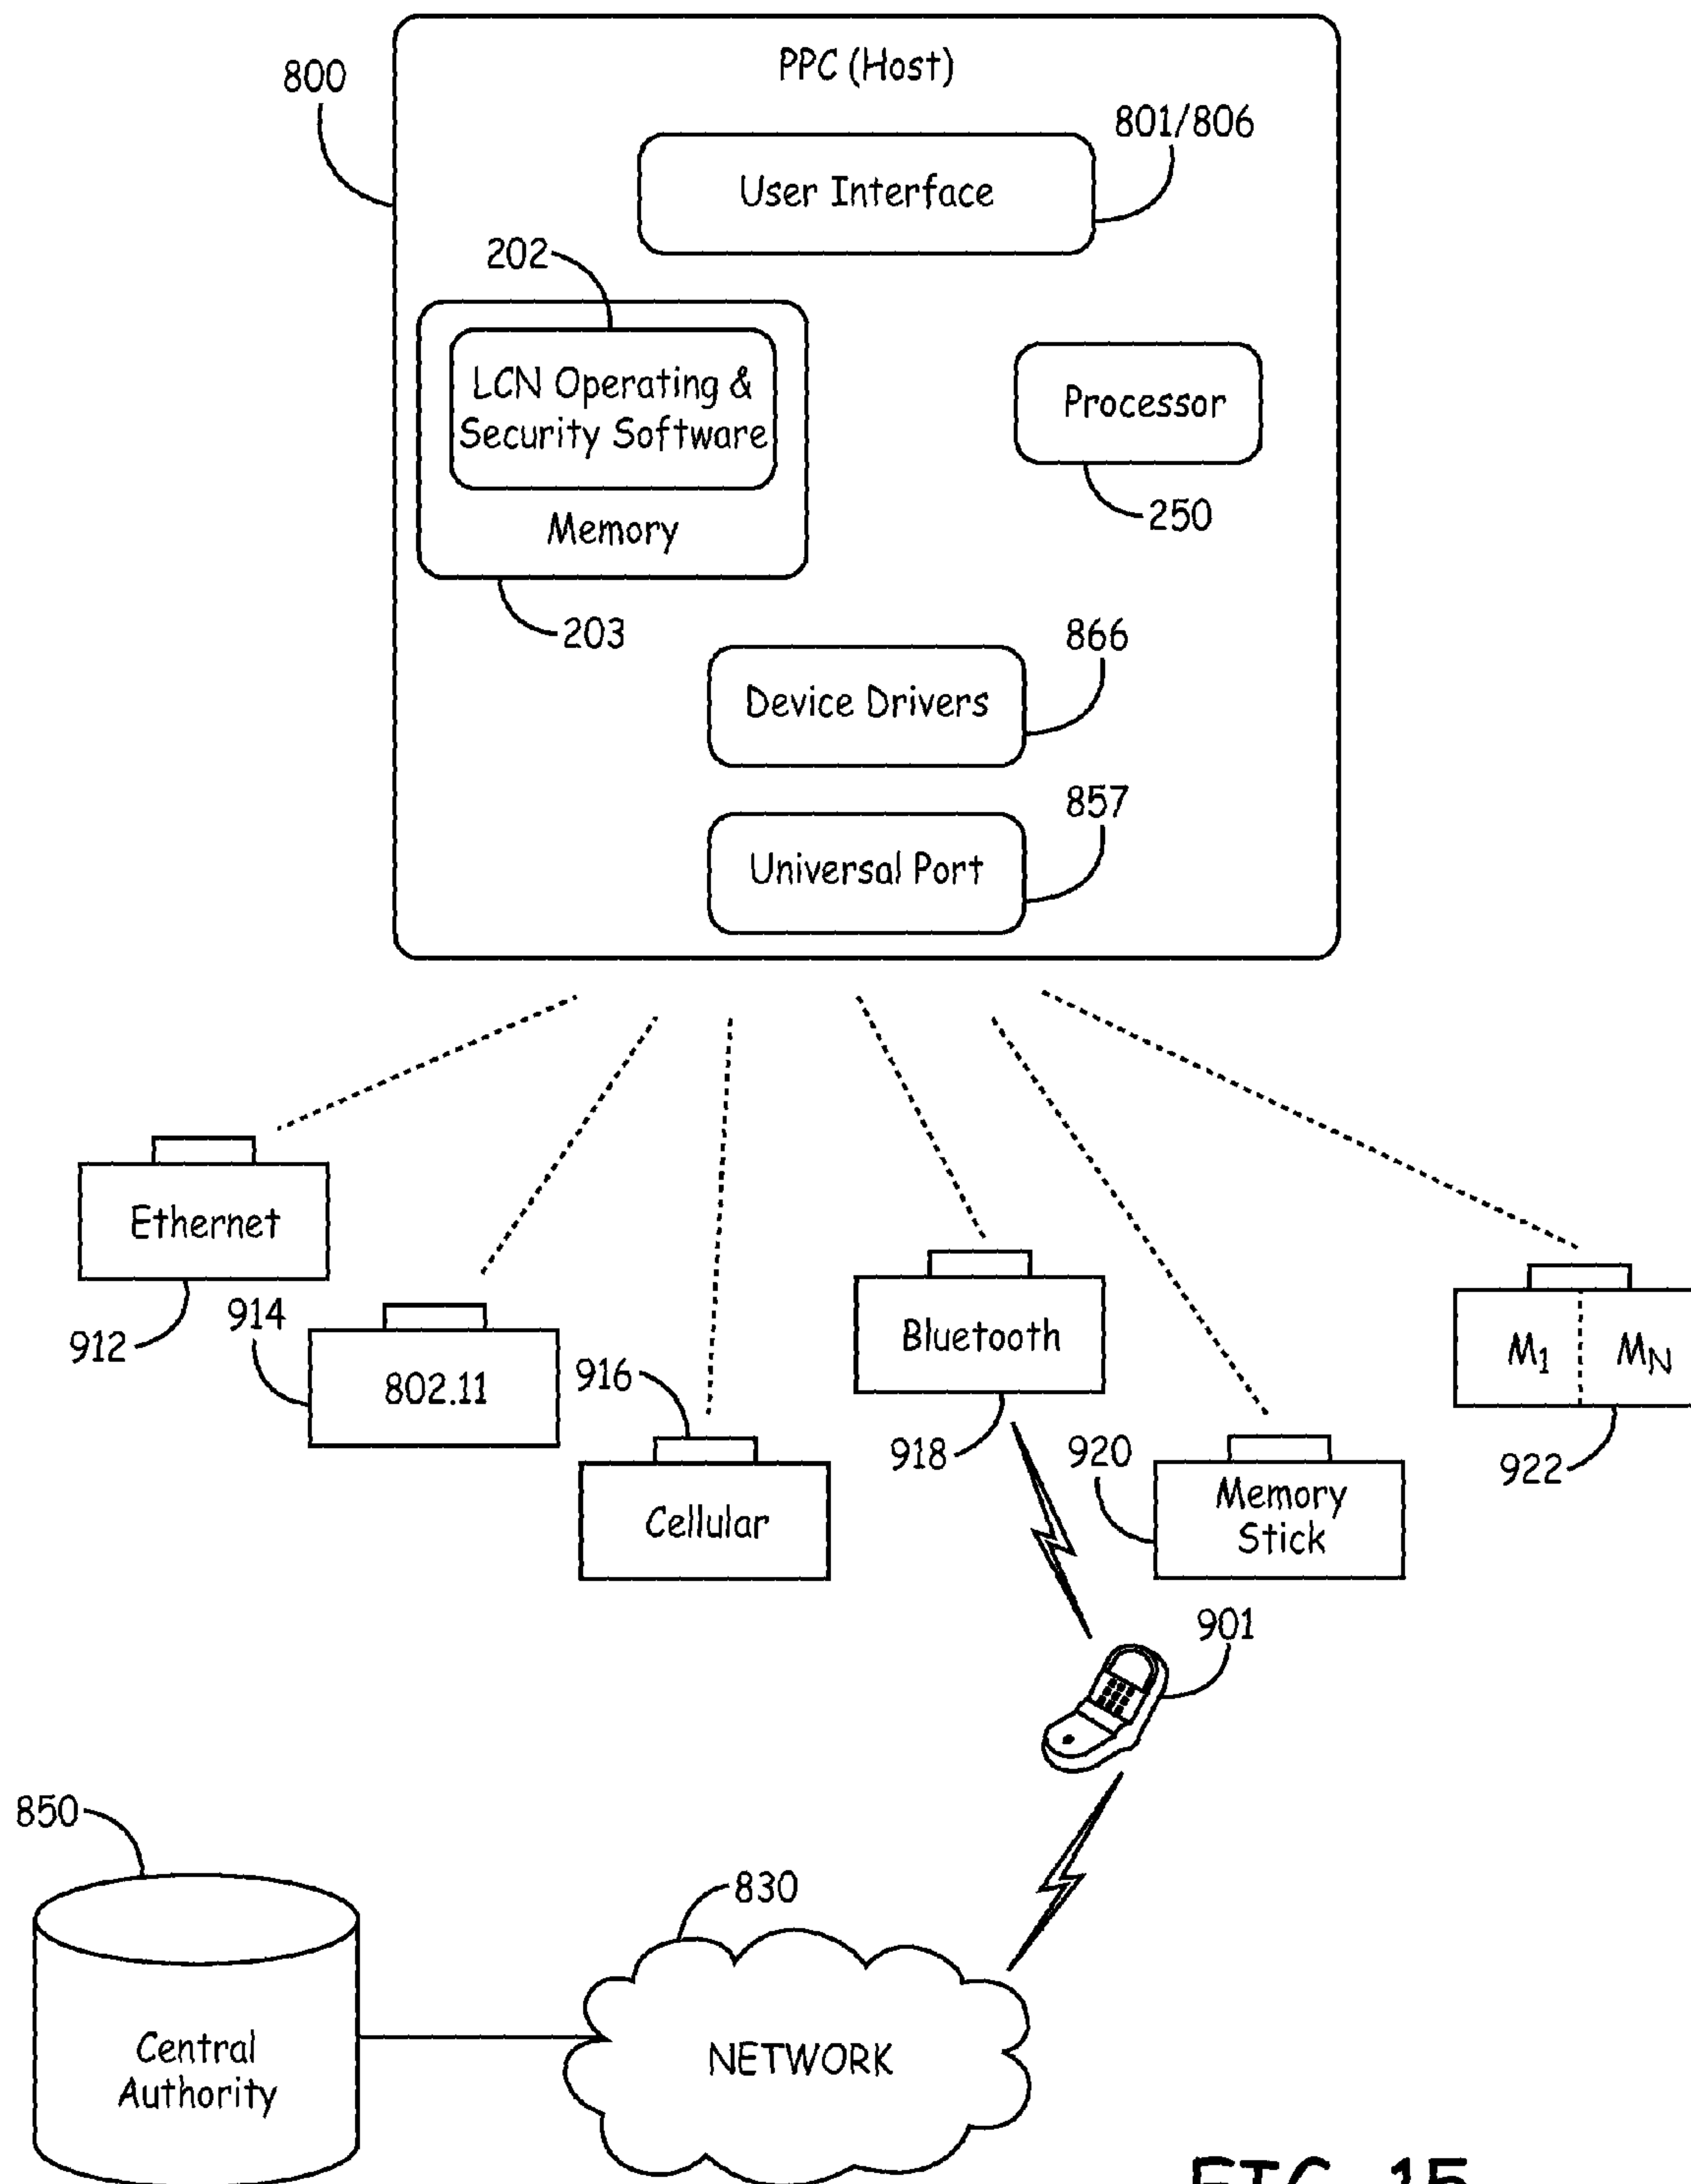 PPC (Host)
800
801/806
User Interface
202
LCN Operating &
Security Software
Processor
250
Memory
203
866
Device Drivers
857
Universal Port
Ethernet
912
914
802.11
916
Cellular
Bluetooth
918
920
Memory
Stick
M1
MN
922
901
850
830
Central
Authority
NETWORK
FIG. 15